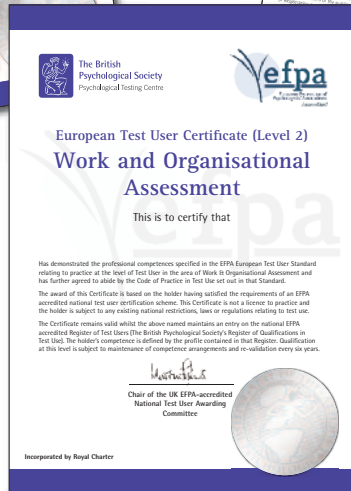 The British
Psychological Society
Psychological Testing Centre
efpa
European Test User Certificate (Level 2)
Work and Organisational
Assessment
This is to certify that
Has demonstrated the professional competences specified in the EFPA European Test User Standard
relating to practice at the level of Test User in the area of Work & Organisational Assessment and
has further agreed to abide by the Code of Practice in Test Use set out in that Standard.
The award of this Certificate is based on the holder having satisfied the requirements of an EFPA
accredited national test user certification scheme. This Certificate is not a licence to practice and
the holder is subject to any existing national restrictions, laws or regulations relating to test use.
The Certificate remains valid whilst the above named maintains an entry on the national EFPA
accredited Register of Test Users (The British Psychological Society's Register of Qualifications in
Test Use). The holder's competence is defined by the profile contained in that Register. Qualification
at this level is subject to maintenance of competence arrangements and re-validation every six years.
Chair of the UK EFPA-accredited
National Test User Awarding
Committee
Incorporated by Royal Charter